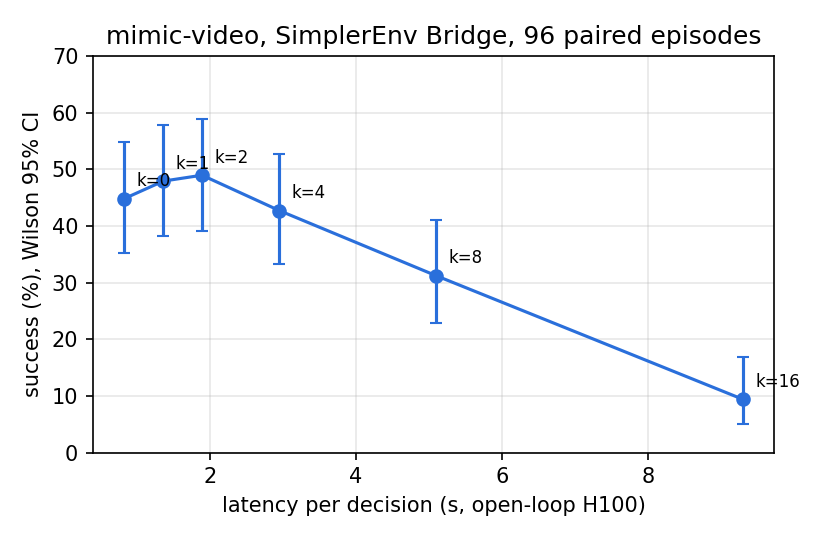 mimic-video, SimplerEnv Bridge, 96 paired episodes
success (%), Wilson 95% CI
70
60
50
40
30
20
10
0
k=0
k=1
k=2
k=4
k=8
k=16
2
4
6
8
latency per decision (s, open-loop H100)